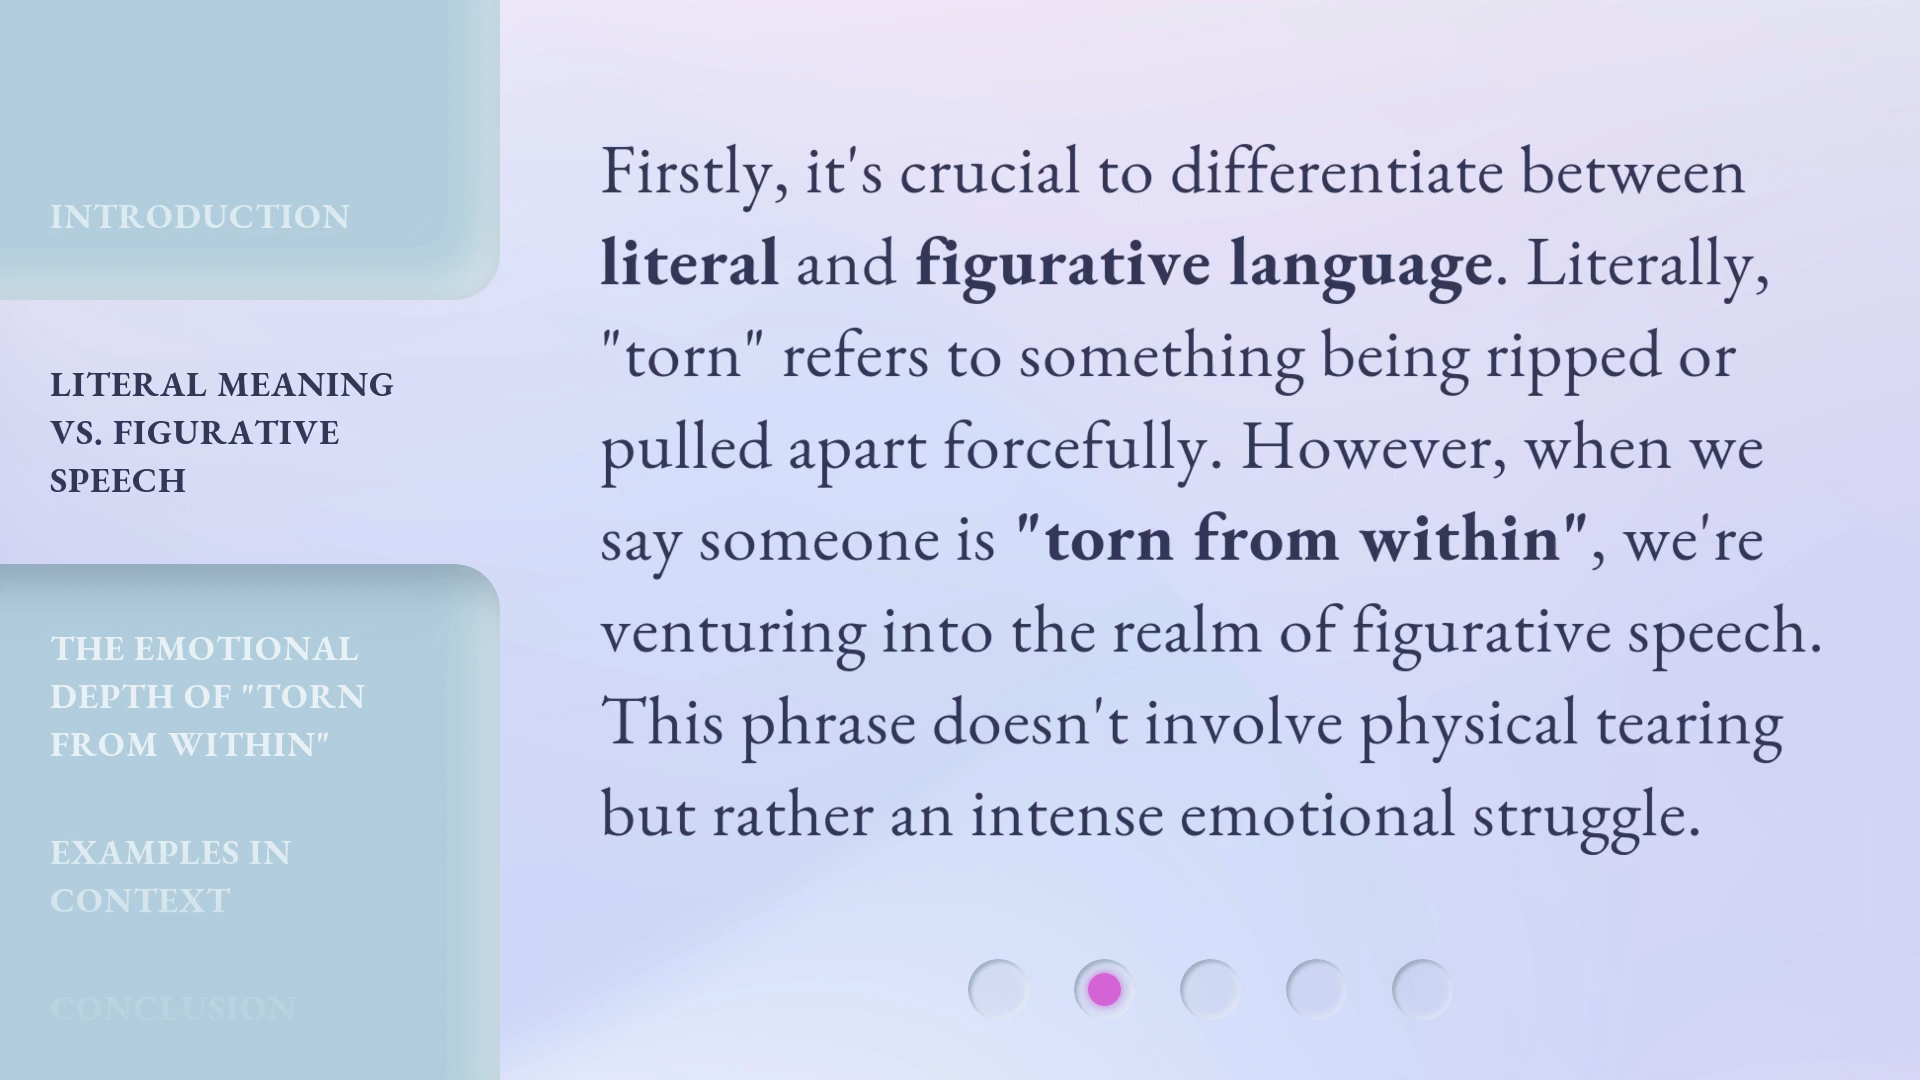 INTRODUCTION
LITERAL MEANING
VS. FIGURATIVE
SPEECH
THE EMOTIONAL
DEPTH OF "TORN
FROM WITHIN"
EXAMPLES IN
CONTEXT
CONCLUSION
Firstly, it's crucial to differentiate between
literal and figurative language. Literally,
"torn" refers to something being ripped or
pulled apart forcefully. However, when we
say someone is "torn from within", we're
venturing into the realm of figurative speech.
This phrase doesn't involve physical tearing
but rather an intense emotional struggle.